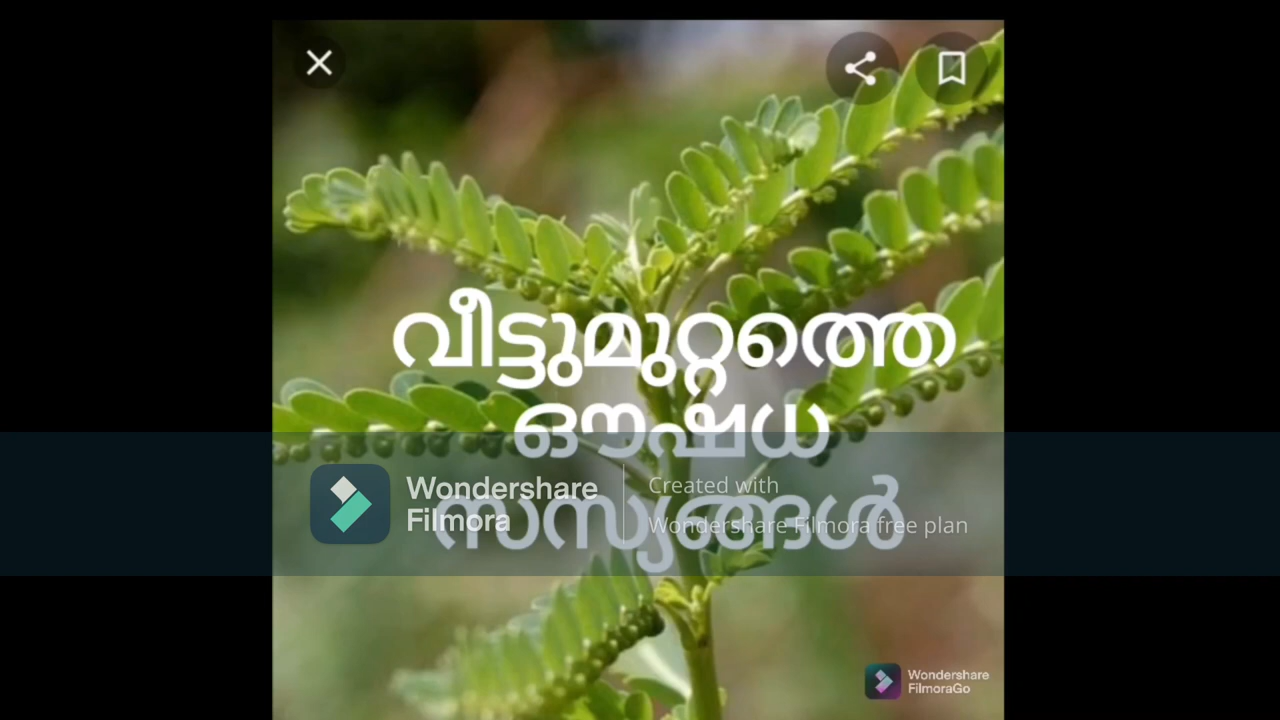 വീട്ടുമുറ്റത്തെ
ഔഷധ
സസ്യങ്ങൾ
Wondershare
Filmora
Created with
Wondershare Filmora free plan
Wondershare
FilmoraGo